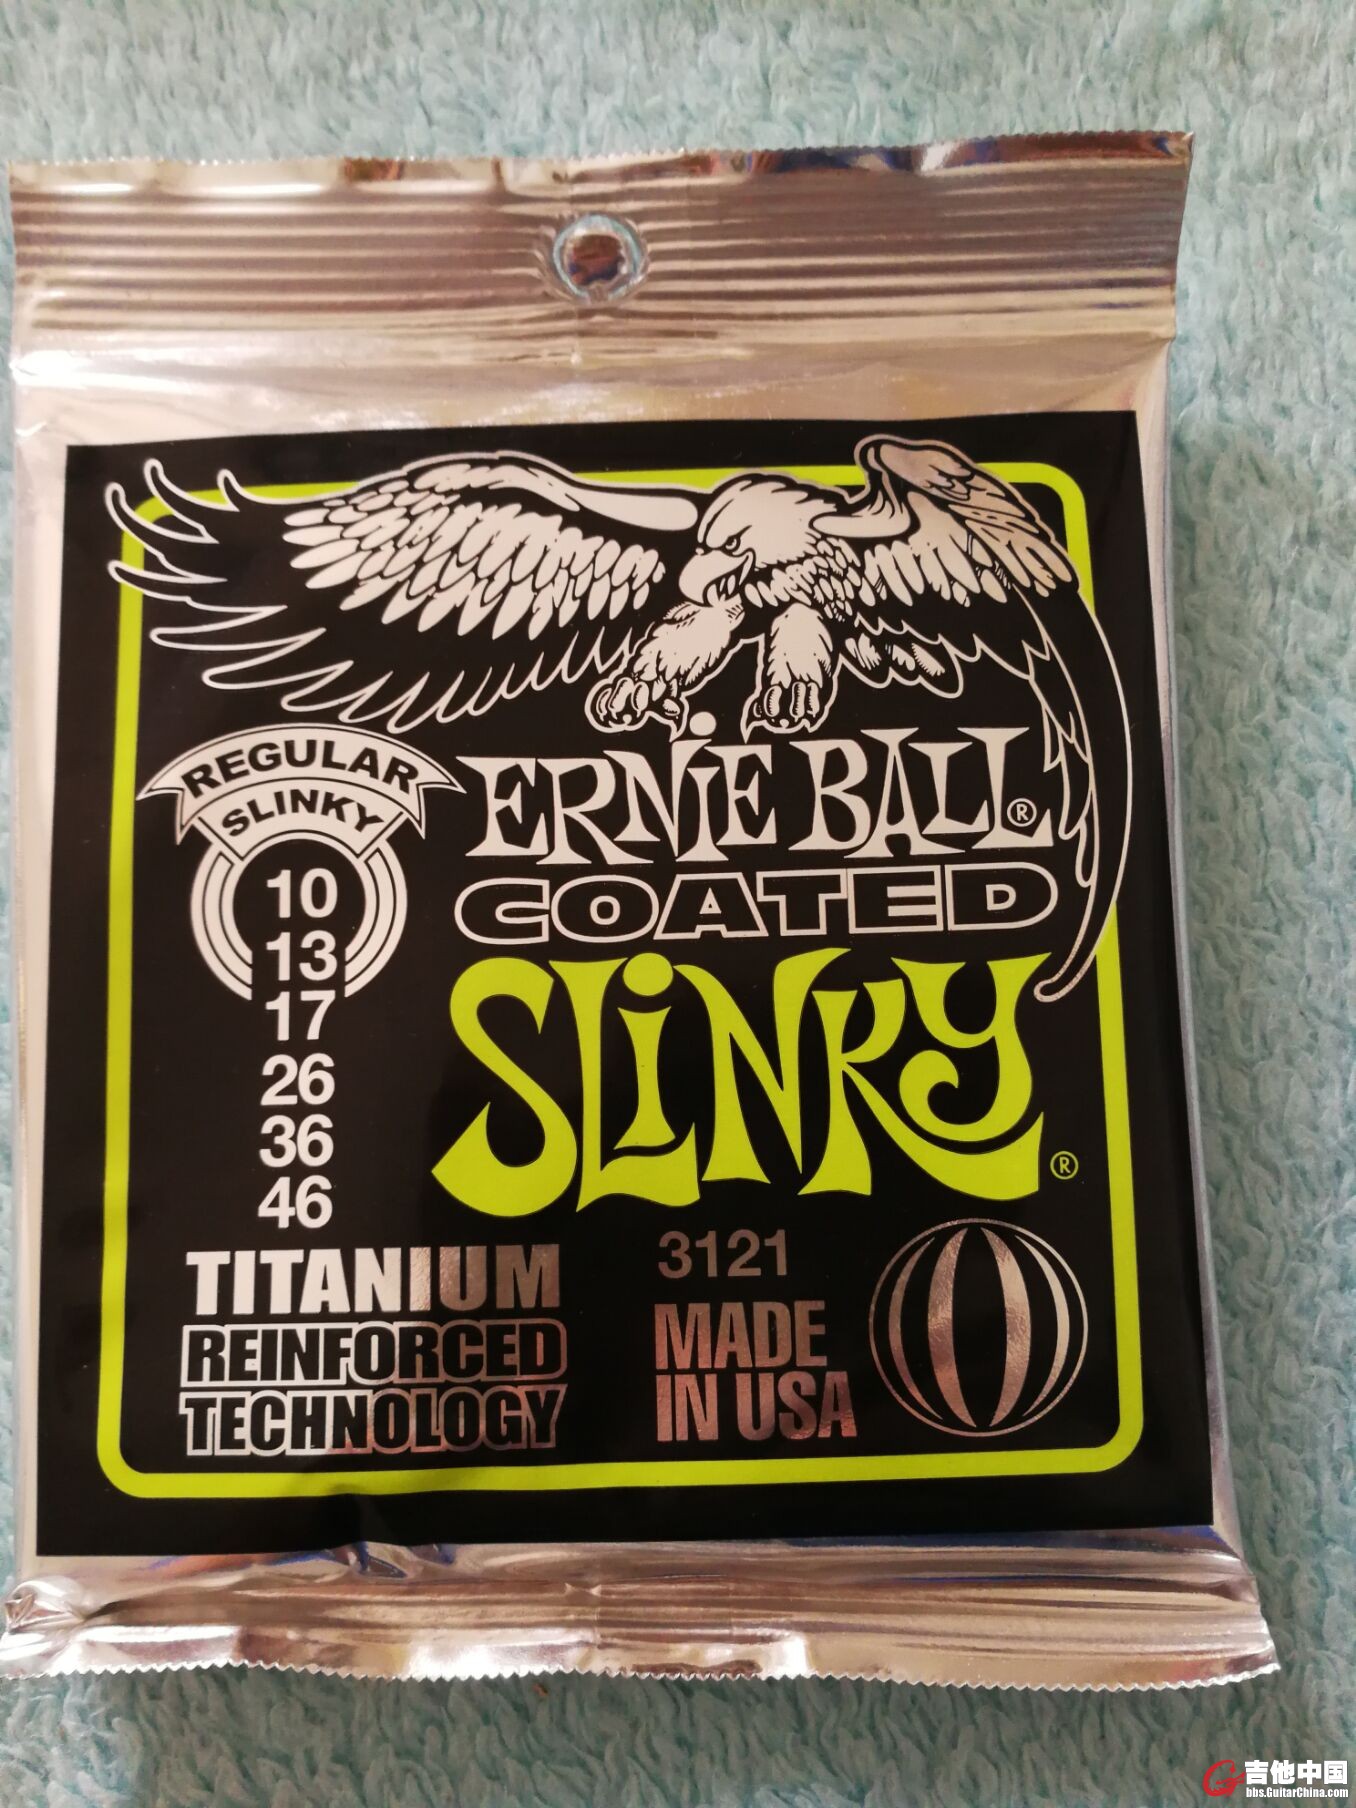 REGULAR
SLINKY
10
13
17
26
36
46
ERNiE BALL®
COATED
SLiNKY®
TITANIUM
REINFORCED
TECHNOLOGY
3121
MADE
IN USA
吉他中国
bbs.GuitarChina.com